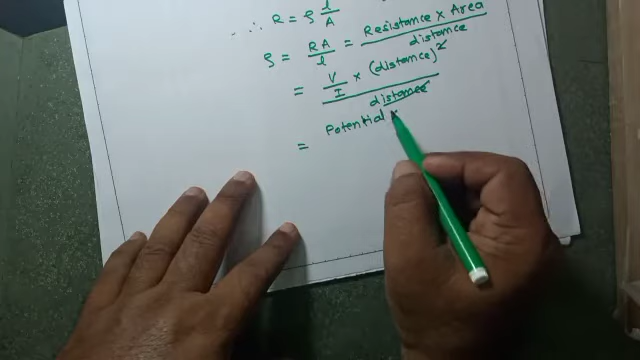 ∴ R = ρ l/A
ρ = RA/l = Resistance × Area / distance
= V/I × (distance)² / distance
= Potential ×